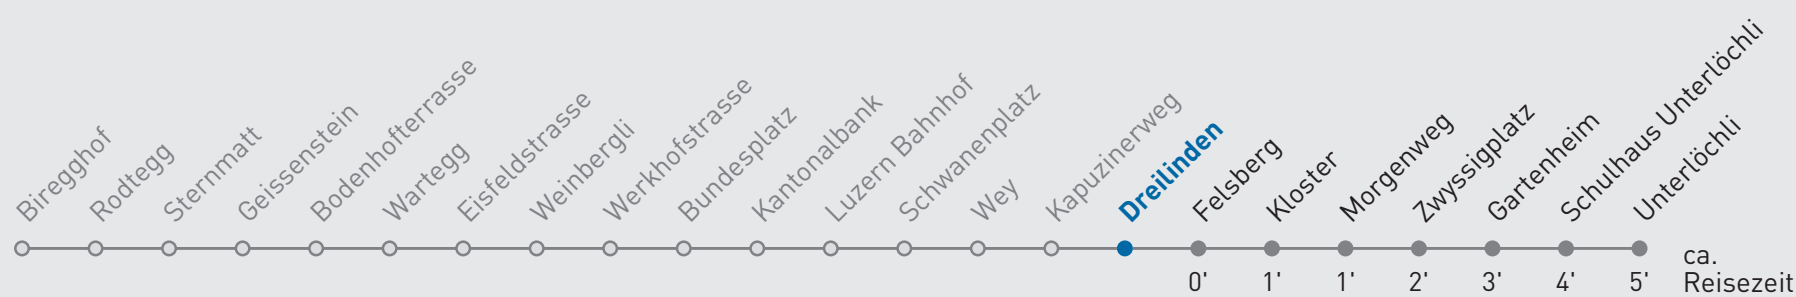 Biregghof
Rodtegg
Sternmatt
Geissenstein
Bodenhofterrasse
Wartegg
Eisfeldstrasse
Weinbergli
Werkhofstrasse
Bundesplatz
Kantonalbank
Luzern Bahnhof
Schwanenplatz
Wey
Kapuzinerweg
Dreilinden
Felsberg
Kloster
Morgenweg
Zwyssigplatz
Gartenheim
Schulhaus Unterlöchli
Unterlöchli
0' 1' 1' 2' 3' 4' 5'
ca.
Reisezeit